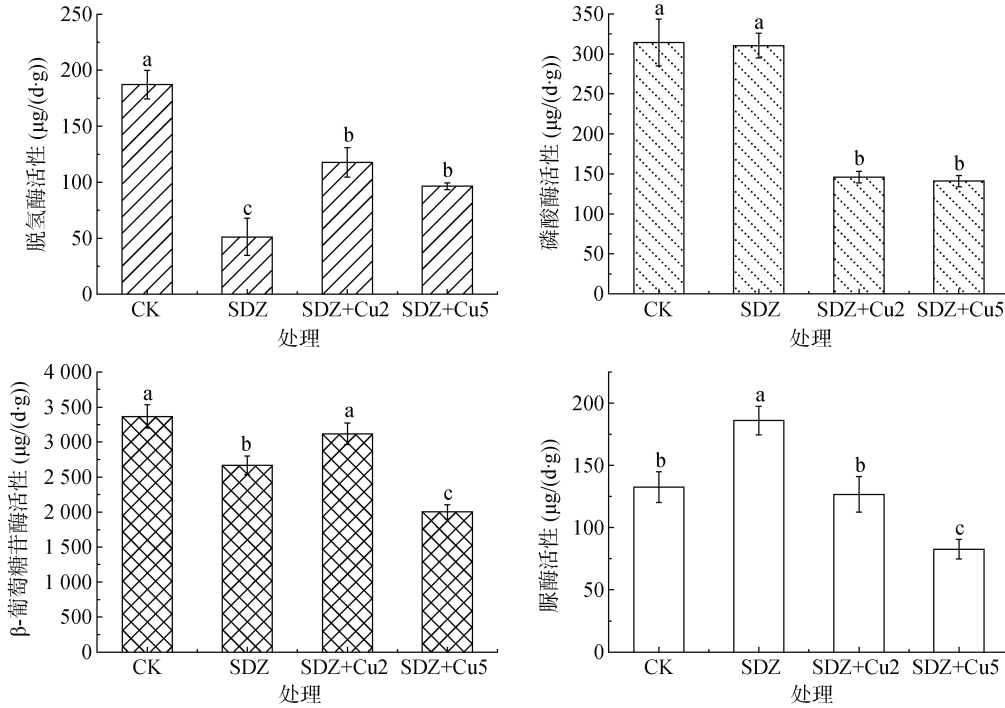 250
200
150
100
50
0
脱氢酶活性 (μg/(d·g))
a
c
b
b
CK SDZ SDZ+Cu2 SDZ+Cu5
处理
350
300
250
200
150
100
50
0
磷酸酶活性 (μg/(d·g))
a
a
b
b
CK SDZ SDZ+Cu2 SDZ+Cu5
处理
4 000
3 500
3 000
2 500
2 000
1 500
1 000
500
0
β-葡萄糖苷酶活性 (μg/(d·g))
a
b
a
c
CK SDZ SDZ+Cu2 SDZ+Cu5
处理
200
150
100
50
0
脲酶活性 (μg/(d·g))
b
a
b
c
CK SDZ SDZ+Cu2 SDZ+Cu5
处理